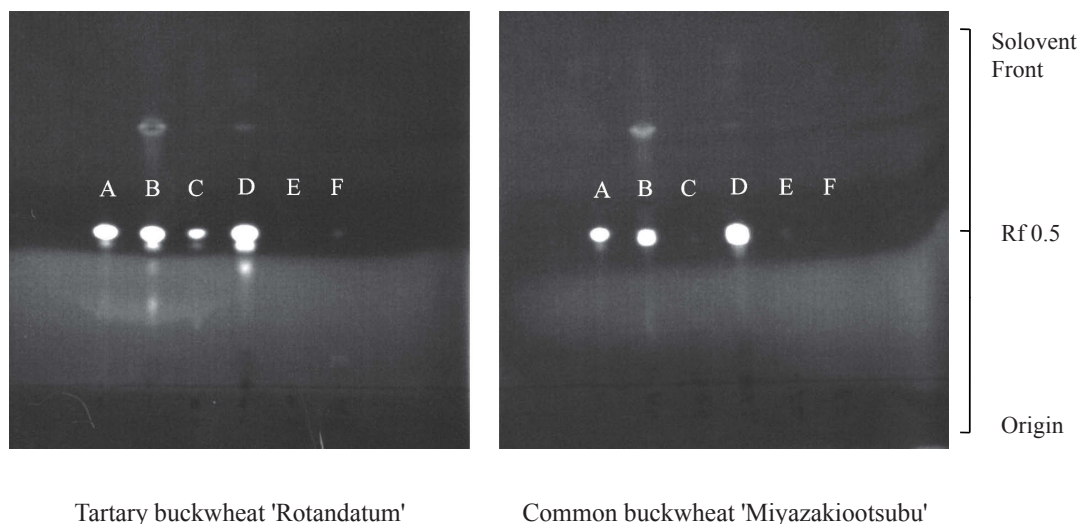 Solovent
Front
A B C D E F
A B C D E F
Rf 0.5
Origin
Tartary buckwheat 'Rotandatum'
Common buckwheat 'Miyazakiootsubu'